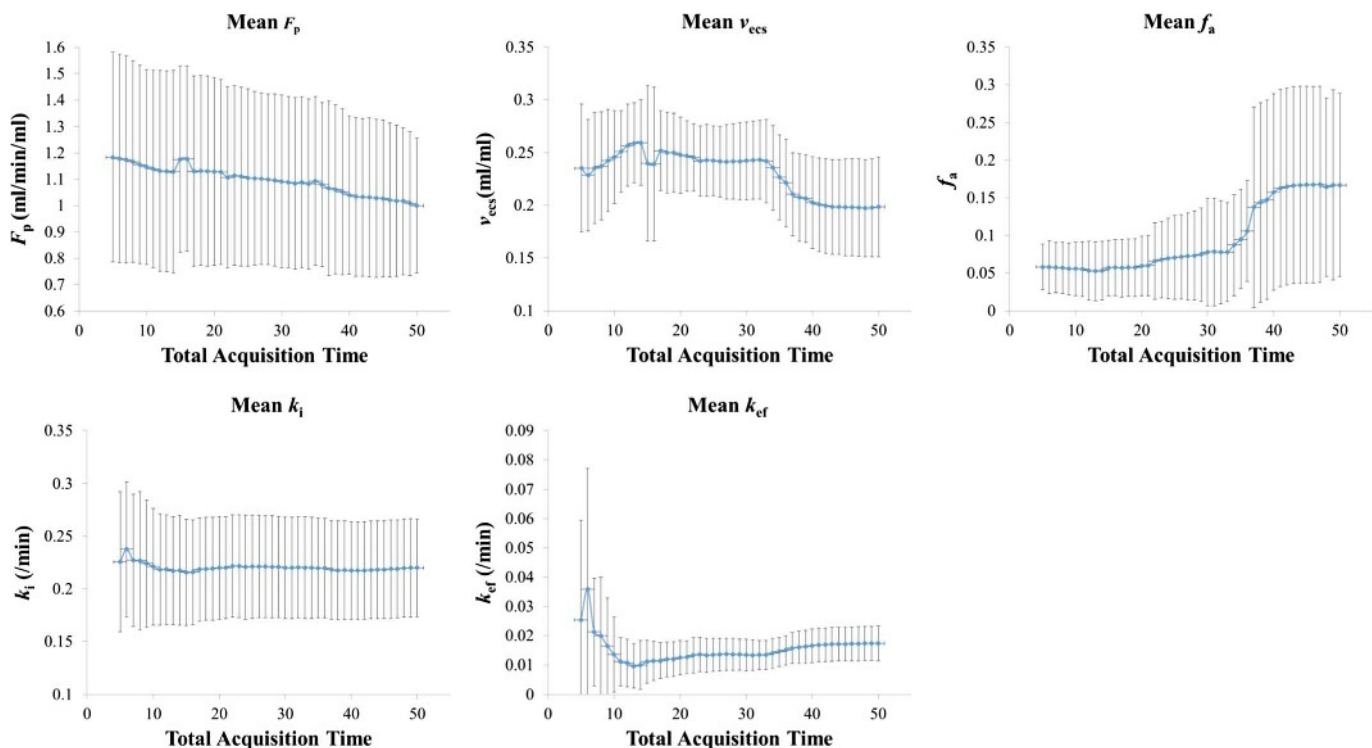 Mean Fp
1.6
1.5
1.4
1.3
1.2
1.1
1
0.9
0.8
0.7
0.6
Fp (ml/min/ml)
0 10 20 30 40 50
Total Acquisition Time
Mean vecs
0.35
0.3
0.25
0.2
0.15
0.1
vecs(ml/ml)
0 10 20 30 40 50
Total Acquisition Time
Mean fa
0.35
0.3
0.25
0.2
0.15
0.1
0.05
0
fa
0 10 20 30 40 50
Total Acquisition Time
Mean ki
0.35
0.3
0.25
0.2
0.15
0.1
ki (/min)
0 10 20 30 40 50
Total Acquisition Time
Mean kef
0.09
0.08
0.07
0.06
0.05
0.04
0.03
0.02
0.01
0
kef (/min)
0 10 20 30 40 50
Total Acquisition Time